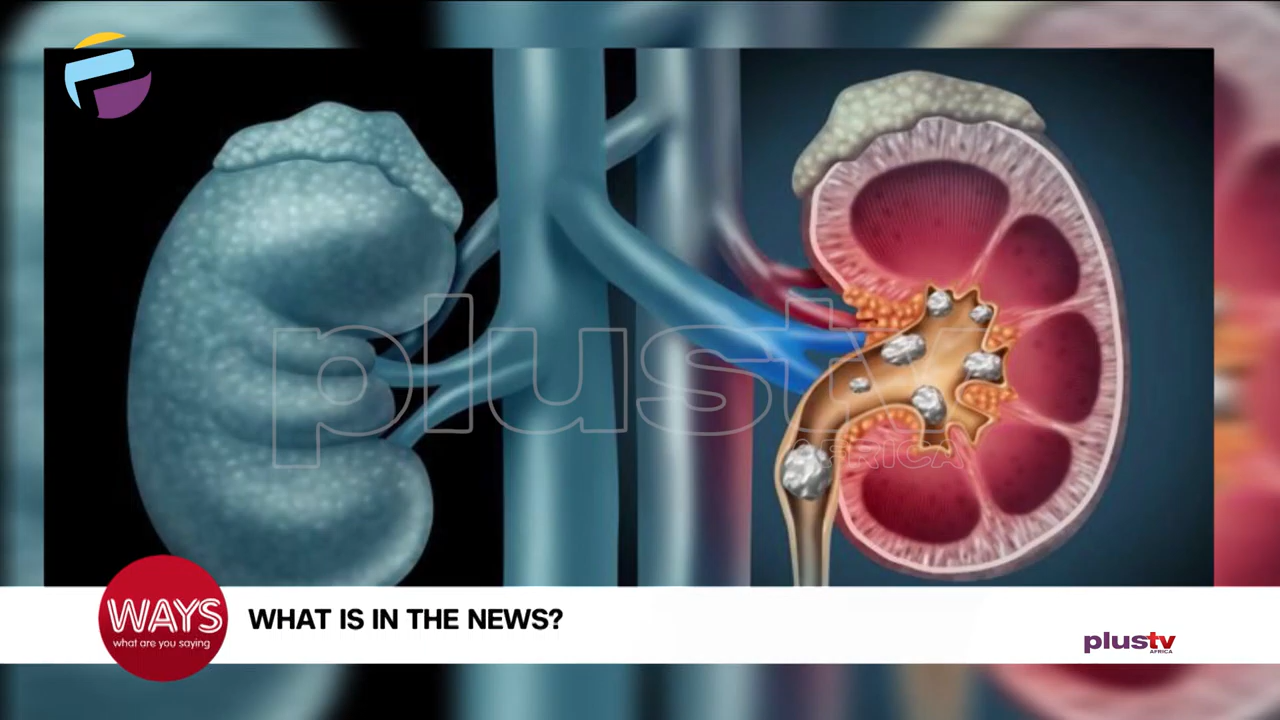 plustv
AFRICA
WAYS
what are you saying
WHAT IS IN THE NEWS?
plustv
AFRICA